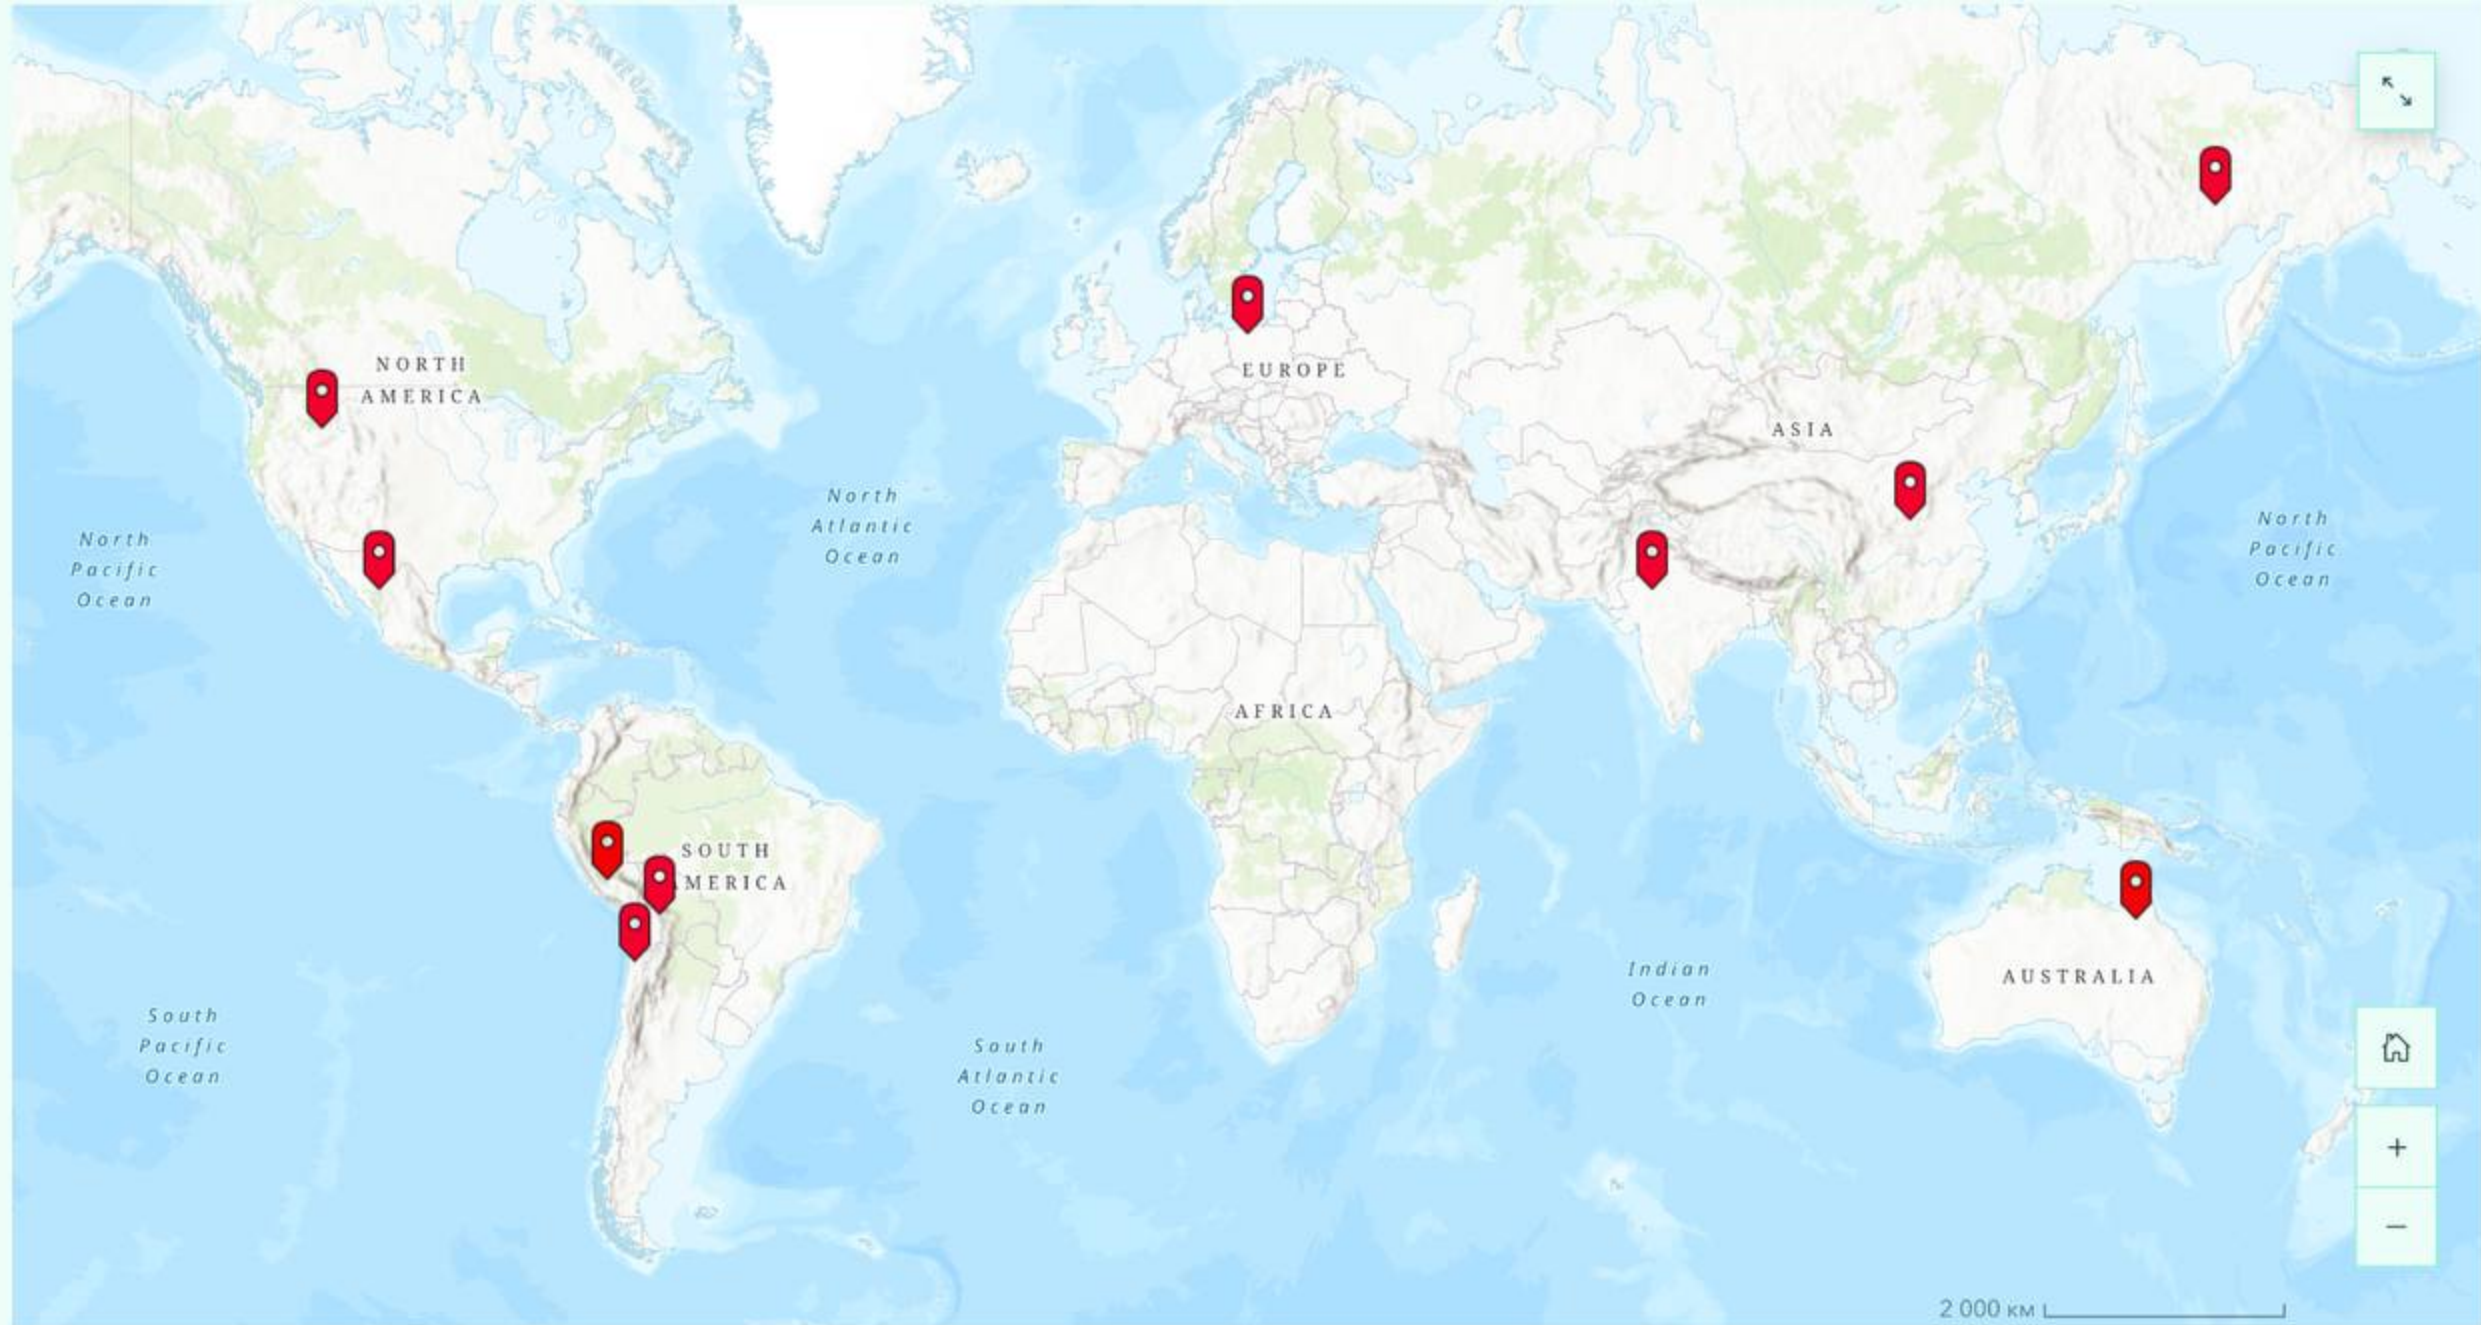 NORTH
AMERICA
EUROPE
ASIA
North
Atlantic
Ocean
North
Pacific
Ocean
North
Pacific
Ocean
AFRICA
SOUTH
AMERICA
AUSTRALIA
Indian
Ocean
South
Pacific
Ocean
South
Atlantic
Ocean
+
−
2 000 км